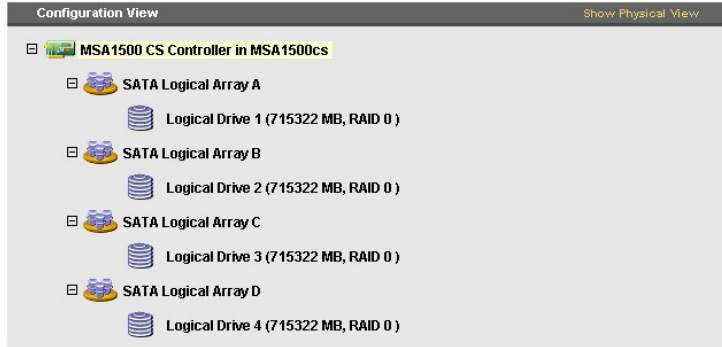 Configuration View Show Physical View
MSA1500 CS Controller in MSA1500cs
SATA Logical Array A
Logical Drive 1 (715322 MB, RAID 0 )
SATA Logical Array B
Logical Drive 2 (715322 MB, RAID 0 )
SATA Logical Array C
Logical Drive 3 (715322 MB, RAID 0 )
SATA Logical Array D
Logical Drive 4 (715322 MB, RAID 0 )